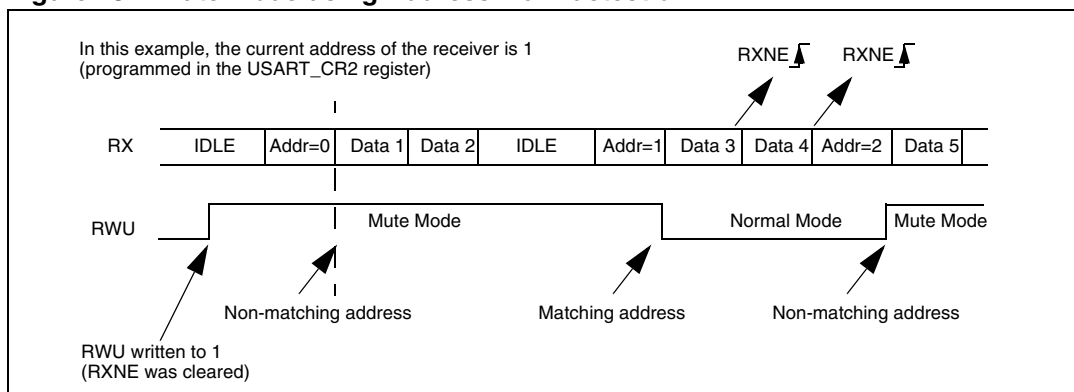 In this example, the current address of the receiver is 1
(programmed in the USART_CR2 register)
RXNE RXNE
RX IDLE Addr=0 Data 1 Data 2 IDLE Addr=1 Data 3 Data 4 Addr=2 Data 5
RWU Mute Mode Normal Mode Mute Mode
Non-matching address Matching address Non-matching address
RWU written to 1
(RXNE was cleared)